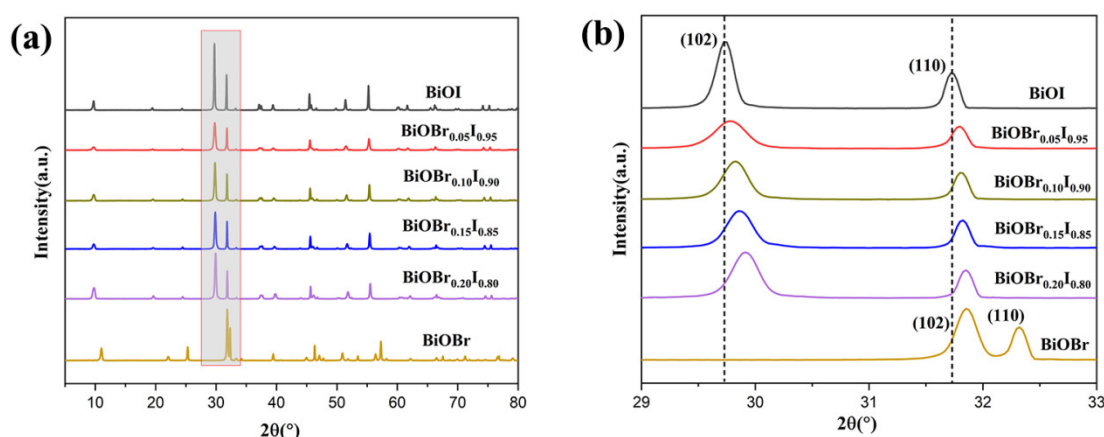 (a)
Intensity(a.u.)
BiOI
BiOBr₀.₀₅I₀.₉₅
BiOBr₀.₁₀I₀.₉₀
BiOBr₀.₁₅I₀.₈₅
BiOBr₀.₂₀I₀.₈₀
BiOBr
10 20 30 40 50 60 70 80
2θ(°)
(b)
Intensity(a.u.)
(102) (110)
BiOI
BiOBr₀.₀₅I₀.₉₅
BiOBr₀.₁₀I₀.₉₀
BiOBr₀.₁₅I₀.₈₅
BiOBr₀.₂₀I₀.₈₀
(102) (110)
BiOBr
29 30 31 32 33
2θ(°)